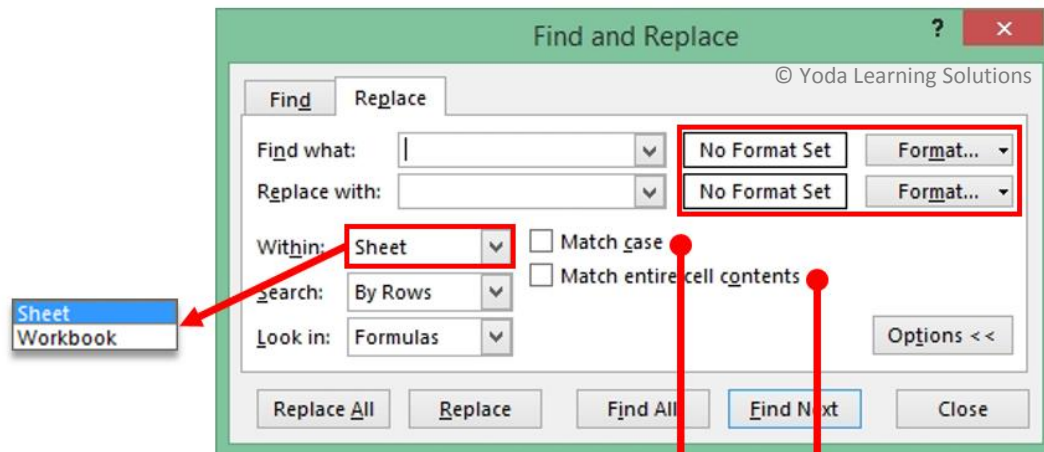 Find and Replace ?
© Yoda Learning Solutions
Find Replace
Find what: No Format Set Format...
Replace with: No Format Set Format...
Within: Sheet Match case
Match entire cell contents
Search: By Rows
Sheet
Workbook
Look in: Formulas Options <<
Replace All Replace Find All Find Next Close